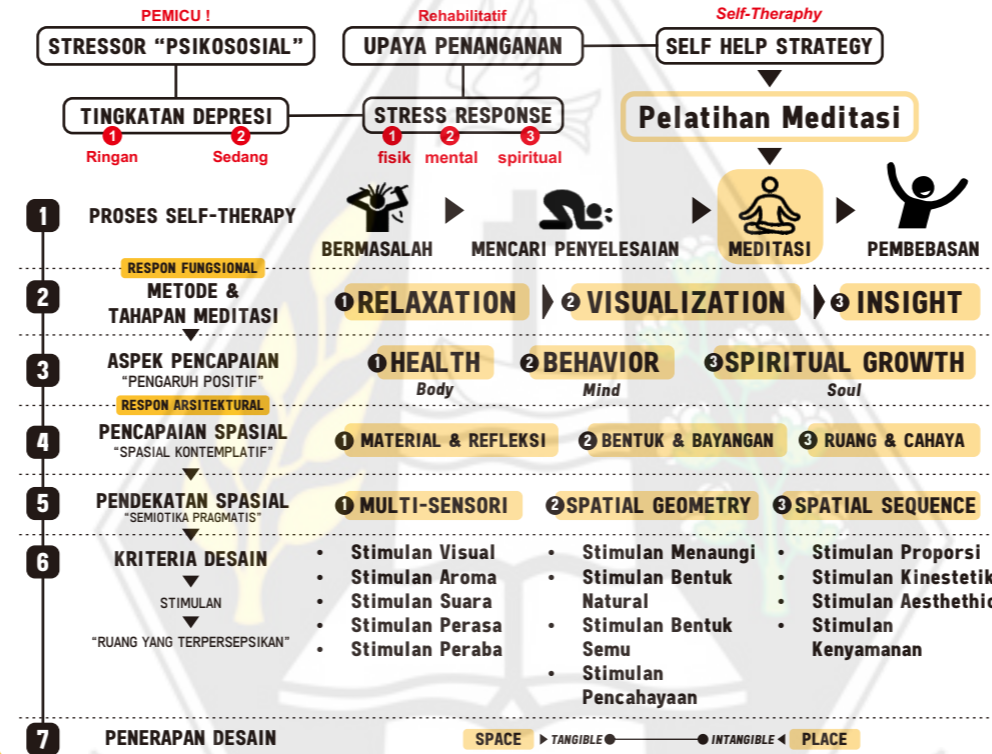 PEMICU !
Rehabilitatif
Self-Theraphy
STRESSOR “PSIKOSOSIAL”
UPAYA PENANGANAN
SELF HELP STRATEGY
TINGKATAN DEPRESI
STRESS RESPONSE
Pelatihan Meditasi
1 2
1 2 3
Ringan Sedang
fisik mental spiritual
1 PROSES SELF-THERAPY
BERMASALAH MENCARI PENYELESAIAN MEDITASI PEMBEBASAN
RESPON FUNGSIONAL
2 METODE &
TAHAPAN MEDITASI
1 RELAXATION 2 VISUALIZATION 3 INSIGHT
3 ASPEK PENCAPAIAN
“PENGARUH POSITIF”
1 HEALTH 2 BEHAVIOR 3 SPIRITUAL GROWTH
Body Mind Soul
RESPON ARSITEKTURAL
4 PENCAPAIAN SPASIAL
“SPASIAL KONTEMPLATIF”
1 MATERIAL & REFLEKSI 2 BENTUK & BAYANGAN 3 RUANG & CAHAYA
5 PENDEKATAN SPASIAL
“SEMIOTIKA PRAGMATIS”
1 MULTI-SENSORI 2 SPATIAL GEOMETRY 3 SPATIAL SEQUENCE
6 KRITERIA DESAIN
STIMULAN
“RUANG YANG TERPERSEPSIKAN”
• Stimulan Visual
• Stimulan Aroma
• Stimulan Suara
• Stimulan Perasa
• Stimulan Peraba
• Stimulan Menaungi
• Stimulan Bentuk
Natural
• Stimulan Bentuk
Semu
• Stimulan
Pencahayaan
• Stimulan Proporsi
• Stimulan Kinestetik
• Stimulan Aesthethic
• Stimulan
Kenyamanan
7 PENERAPAN DESAIN
SPACE TANGIBLE INTANGIBLE PLACE